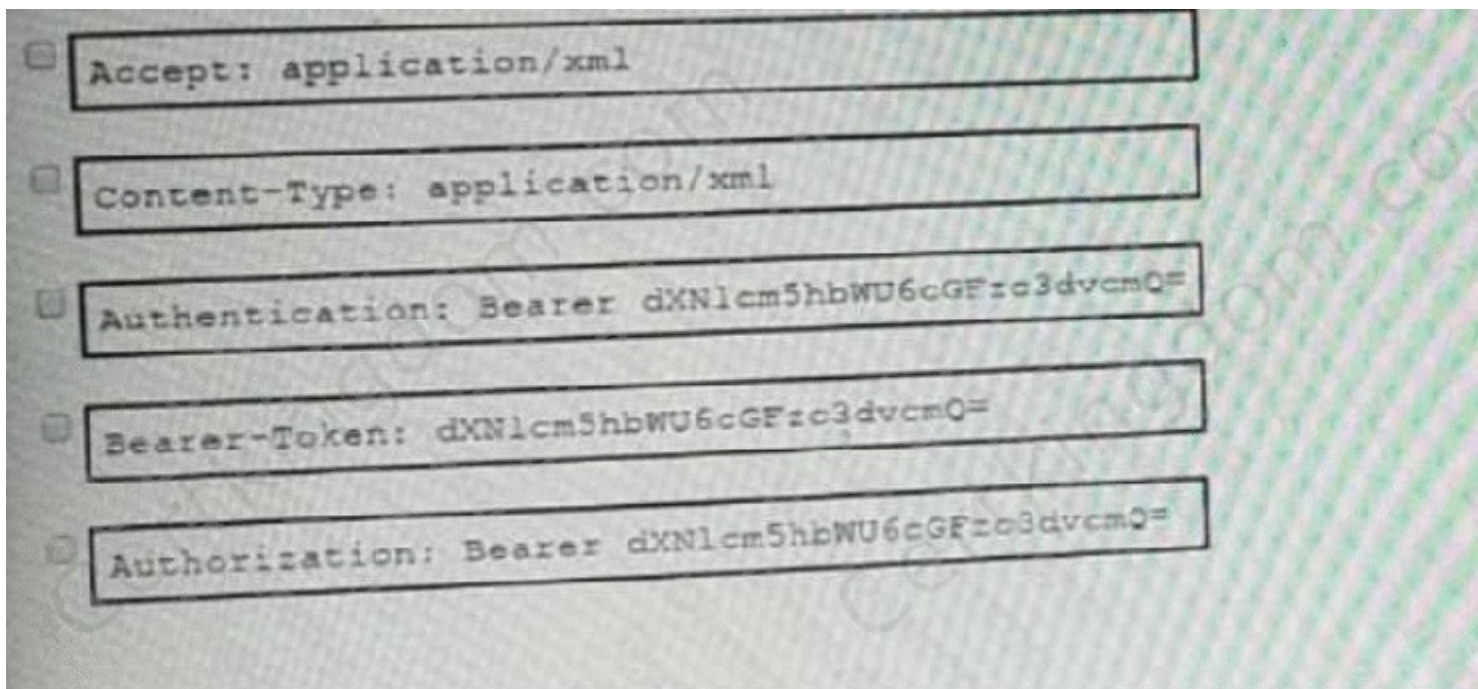 Accept: application/xml
Content-Type: application/xml
Authentication: Bearer dXNlcm5hbWU6cGFzc3dvcmQ=
Bearer-Token: dXNlcm5hbWU6cGFzc3dvcmQ=
Authorization: Bearer dXNlcm5hbWU6cGFzc3dvcmQ=